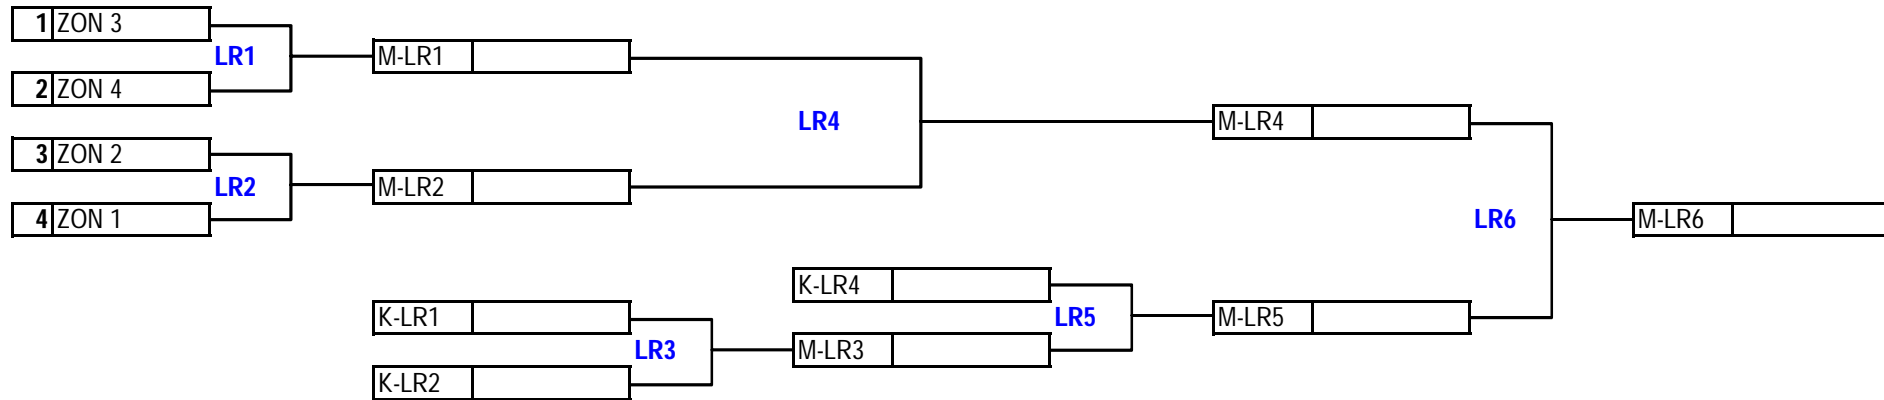 1 ZON 3
LR1
M-LR1
2 ZON 4
LR4
M-LR4
3 ZON 2
LR2
M-LR2
4 ZON 1
LR6
M-LR6
K-LR4
K-LR1
LR5
M-LR5
LR3
M-LR3
K-LR2